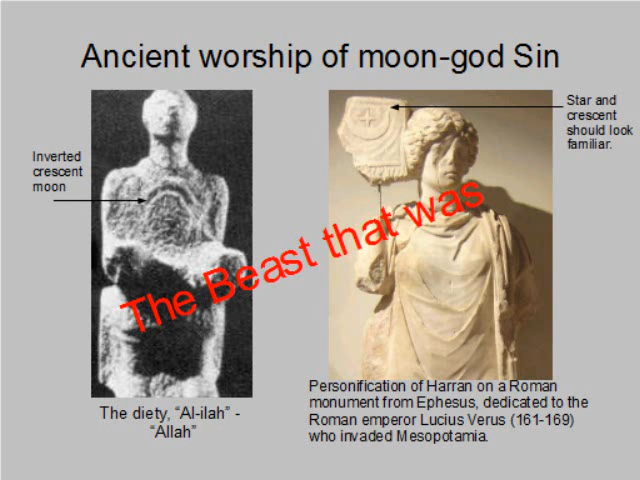 Ancient worship of moon-god Sin
Star and
crescent
should look
familiar.
Inverted
crescent
moon
The Beast that was
The diety, “Al-ilah” -
“Allah”
Personification of Harran on a Roman
monument from Ephesus, dedicated to the
Roman emperor Lucius Verus (161-169)
who invaded Mesopotamia.